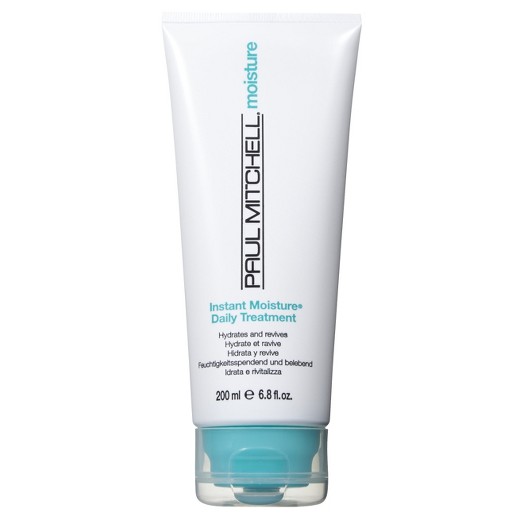 PAUL MITCHELL. moisture
Instant Moisture®
Daily Treatment
Hydrates and revives
Hydrate et ravive
Hidrata y revive
Feuchtigkeitsspendend und belebend
Idrata e rivitalizza
200 ml e 6.8 fl.oz.